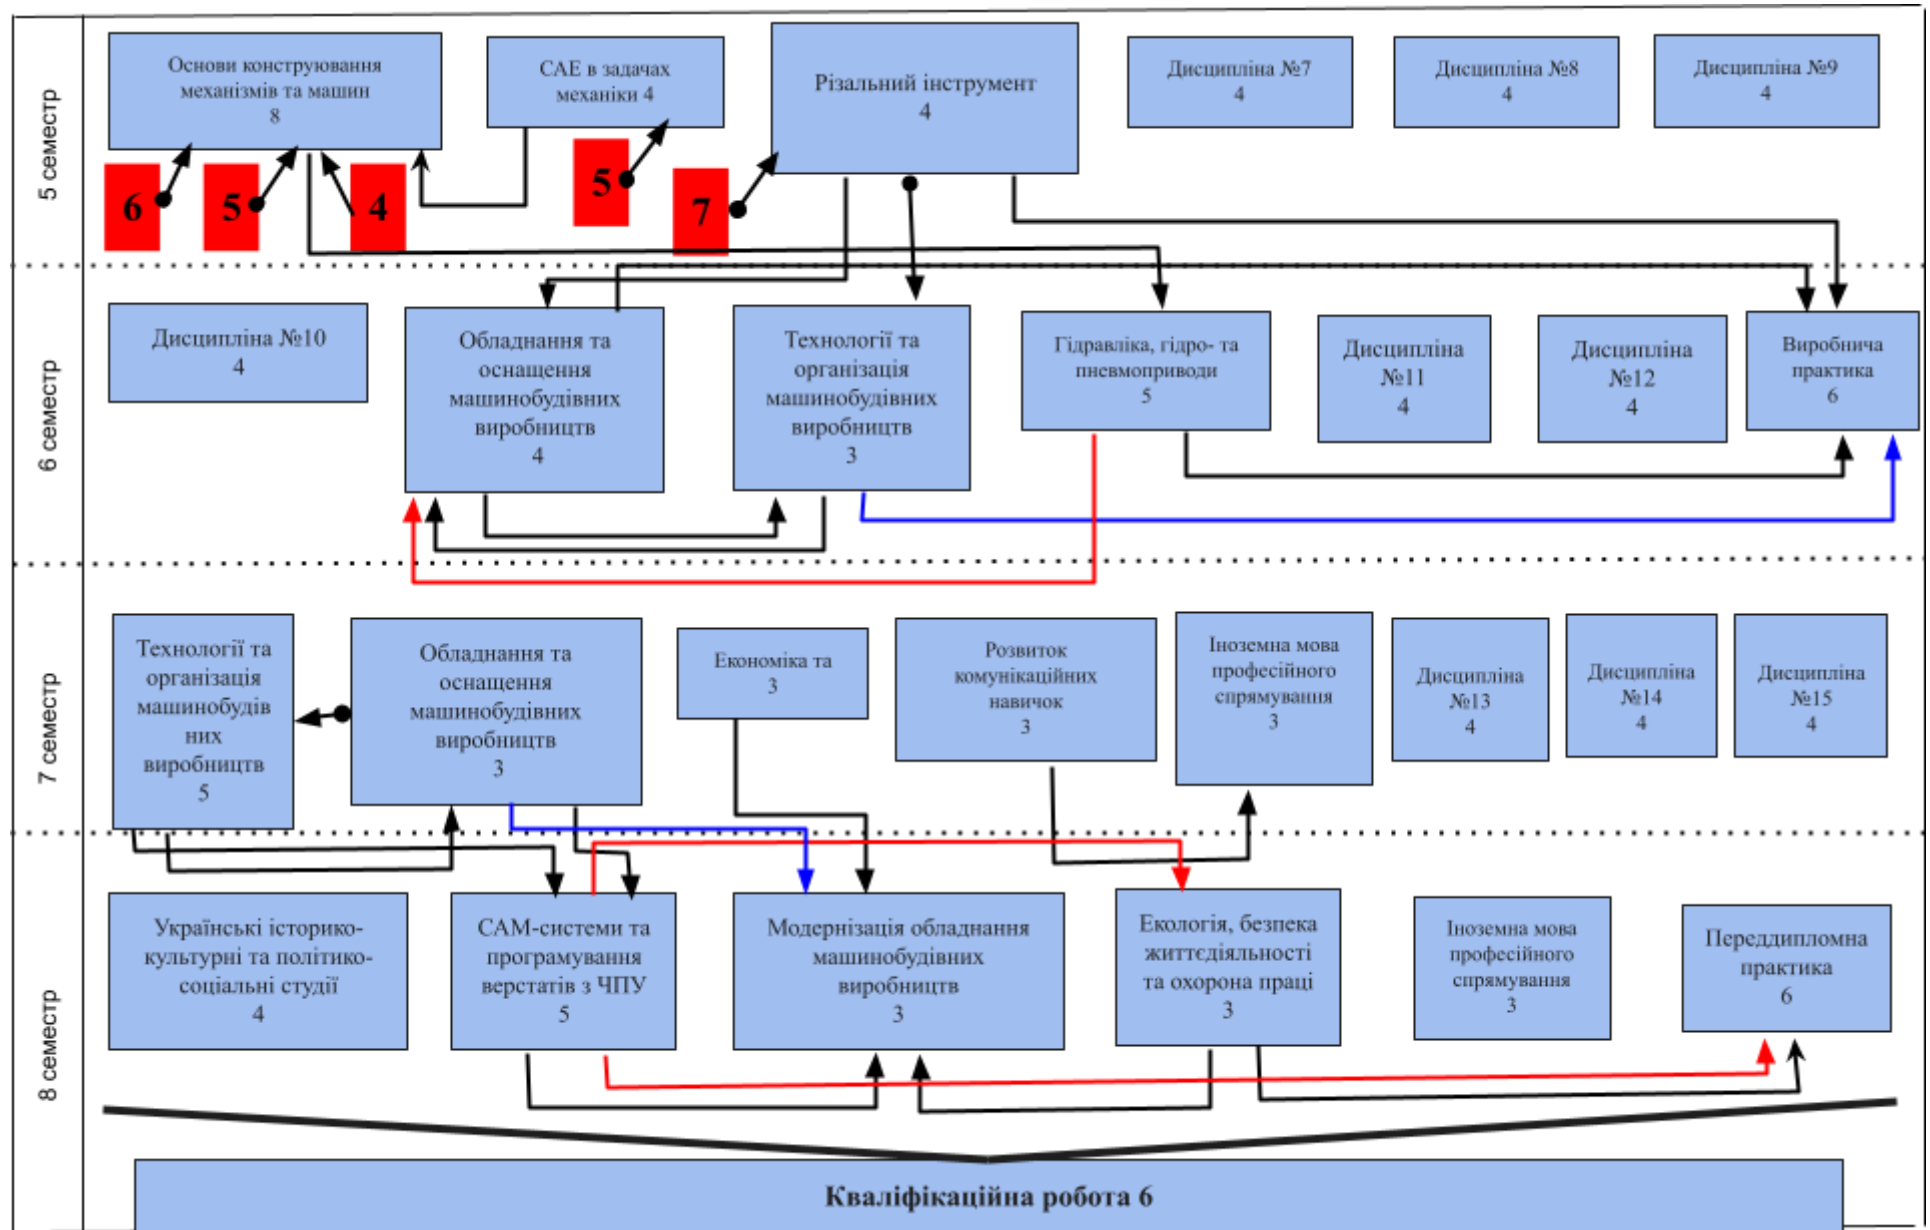 5 семестр
Основи конструювання
механізмів та машин
8
САЕ в задачах
механіки 4
Різальний інструмент
4
Дисципліна №7
4
Дисципліна №8
4
Дисципліна №9
4
6
5
4
5
7
6 семестр
Дисципліна №10
4
Обладнання та
оснащення
машинобудівних
виробництв
4
Технології та
організація
машинобудівних
виробництв
3
Гідравліка, гідро- та
пневмоприводи
5
Дисципліна
№11
4
Дисципліна
№12
4
Виробнича
практика
6
7 семестр
Технології та
організація
машинобудів
них
виробництв
5
Обладнання та
оснащення
машинобудівних
виробництв
3
Економіка та
3
Розвиток
комунікаційних
навичок
3
Іноземна мова
професійного
спрямування
3
Дисципліна
№13
4
Дисципліна
№14
4
Дисципліна
№15
4
8 семестр
Українські історико-
культурні та політико-
соціальні студії
4
САМ-системи та
програмування
верстатів з ЧПУ
5
Модернізація обладнання
машинобудівних
виробництв
3
Екологія, безпека
життєдіяльності
та охорона праці
3
Іноземна мова
професійного
спрямування
3
Переддипломна
практика
6
Кваліфікаційна робота 6